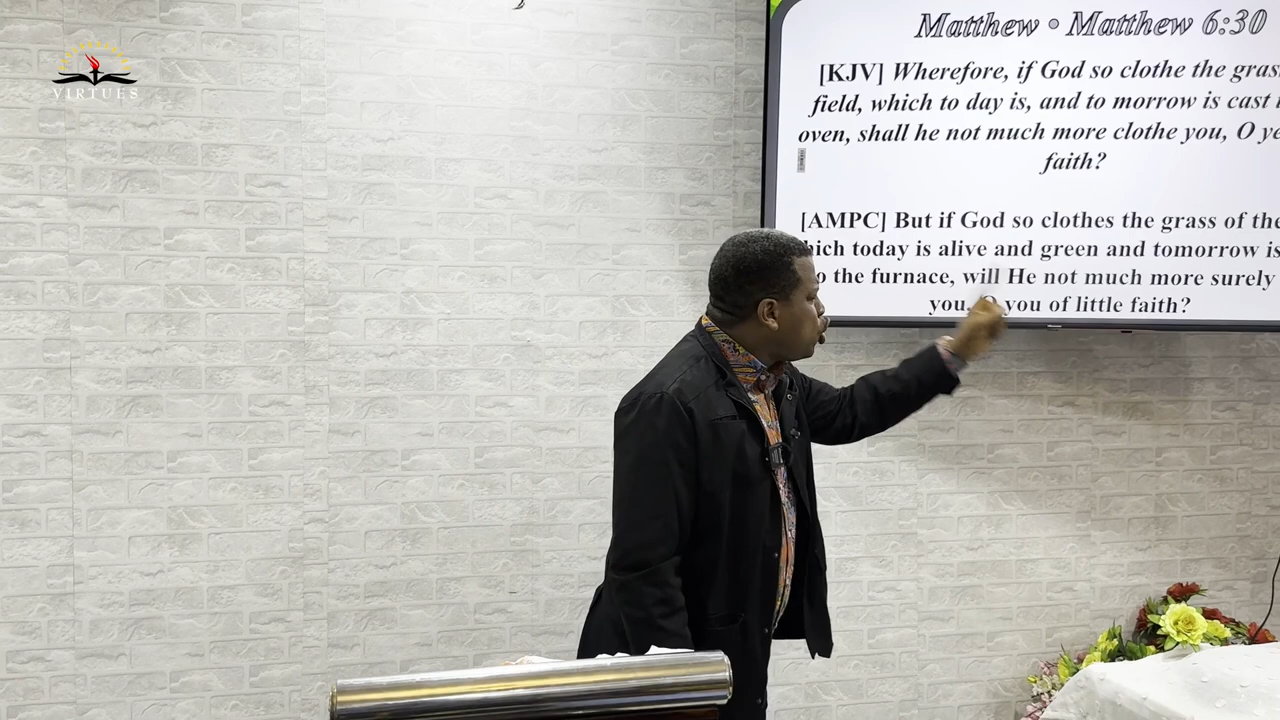 VIRTUES
Matthew • Matthew 6:30
[KJV] Wherefore, if God so clothe the
field, which to day is, and to morrow is cast
oven, shall he not much more clothe you, O ye
faith?
[AMPC] But if God so clothes the grass of the
today is alive and green and tomorrow is
the furnace, will He not much more surely
you, O you of little faith?